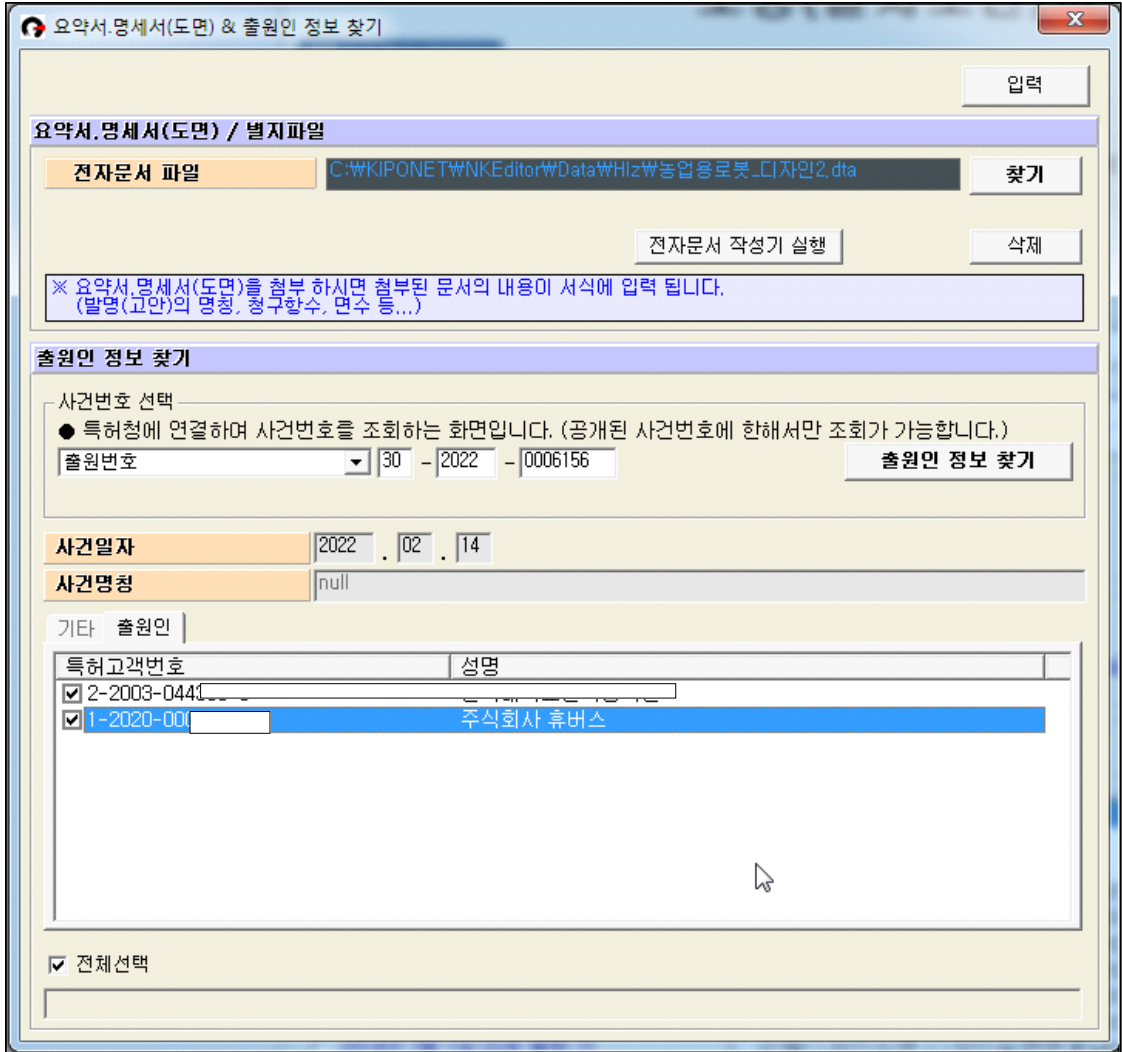 요약서.명세서(도면) & 출원인 정보 찾기
입력
요약서.명세서(도면) / 별지파일
전자문서 파일 C:₩KIPONET₩NKEditor₩Data₩Hlz₩농업용로봇_디자인2.dta 찾기
전자문서 작성기 실행 삭제
※ 요약서.명세서(도면)을 첨부 하시면 첨부된 문서의 내용이 서식에 입력 됩니다.
(발명(고안)의 명칭, 청구항수, 면수 등...)
출원인 정보 찾기
사건번호 선택
● 특허청에 연결하여 사건번호를 조회하는 화면입니다. (공개된 사건번호에 한해서만 조회가 가능합니다.)
출원번호 30 - 2022 - 0006156 출원인 정보 찾기
사건일자 2022 . 02 . 14
사건명칭 null
기타 출원인
특허고객번호 성명
2-2003-044
1-2020-00 주식회사 휴버스
전체선택